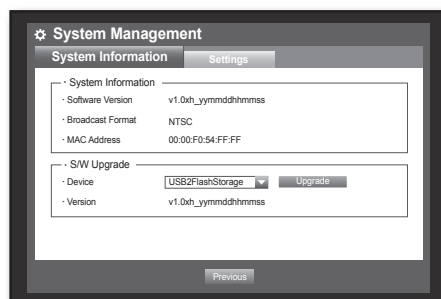 System Management
System Information
Settings
· System Information
· Software Version v1.0xh_yymmddhhmmss
· Broadcast Format NTSC
· MAC Address 00:00:F0:54:FF:FF
· S/W Upgrade
· Device USB2FlashStorage Upgrade
· Version v1.0xh_yymmddhhmmss
Previous